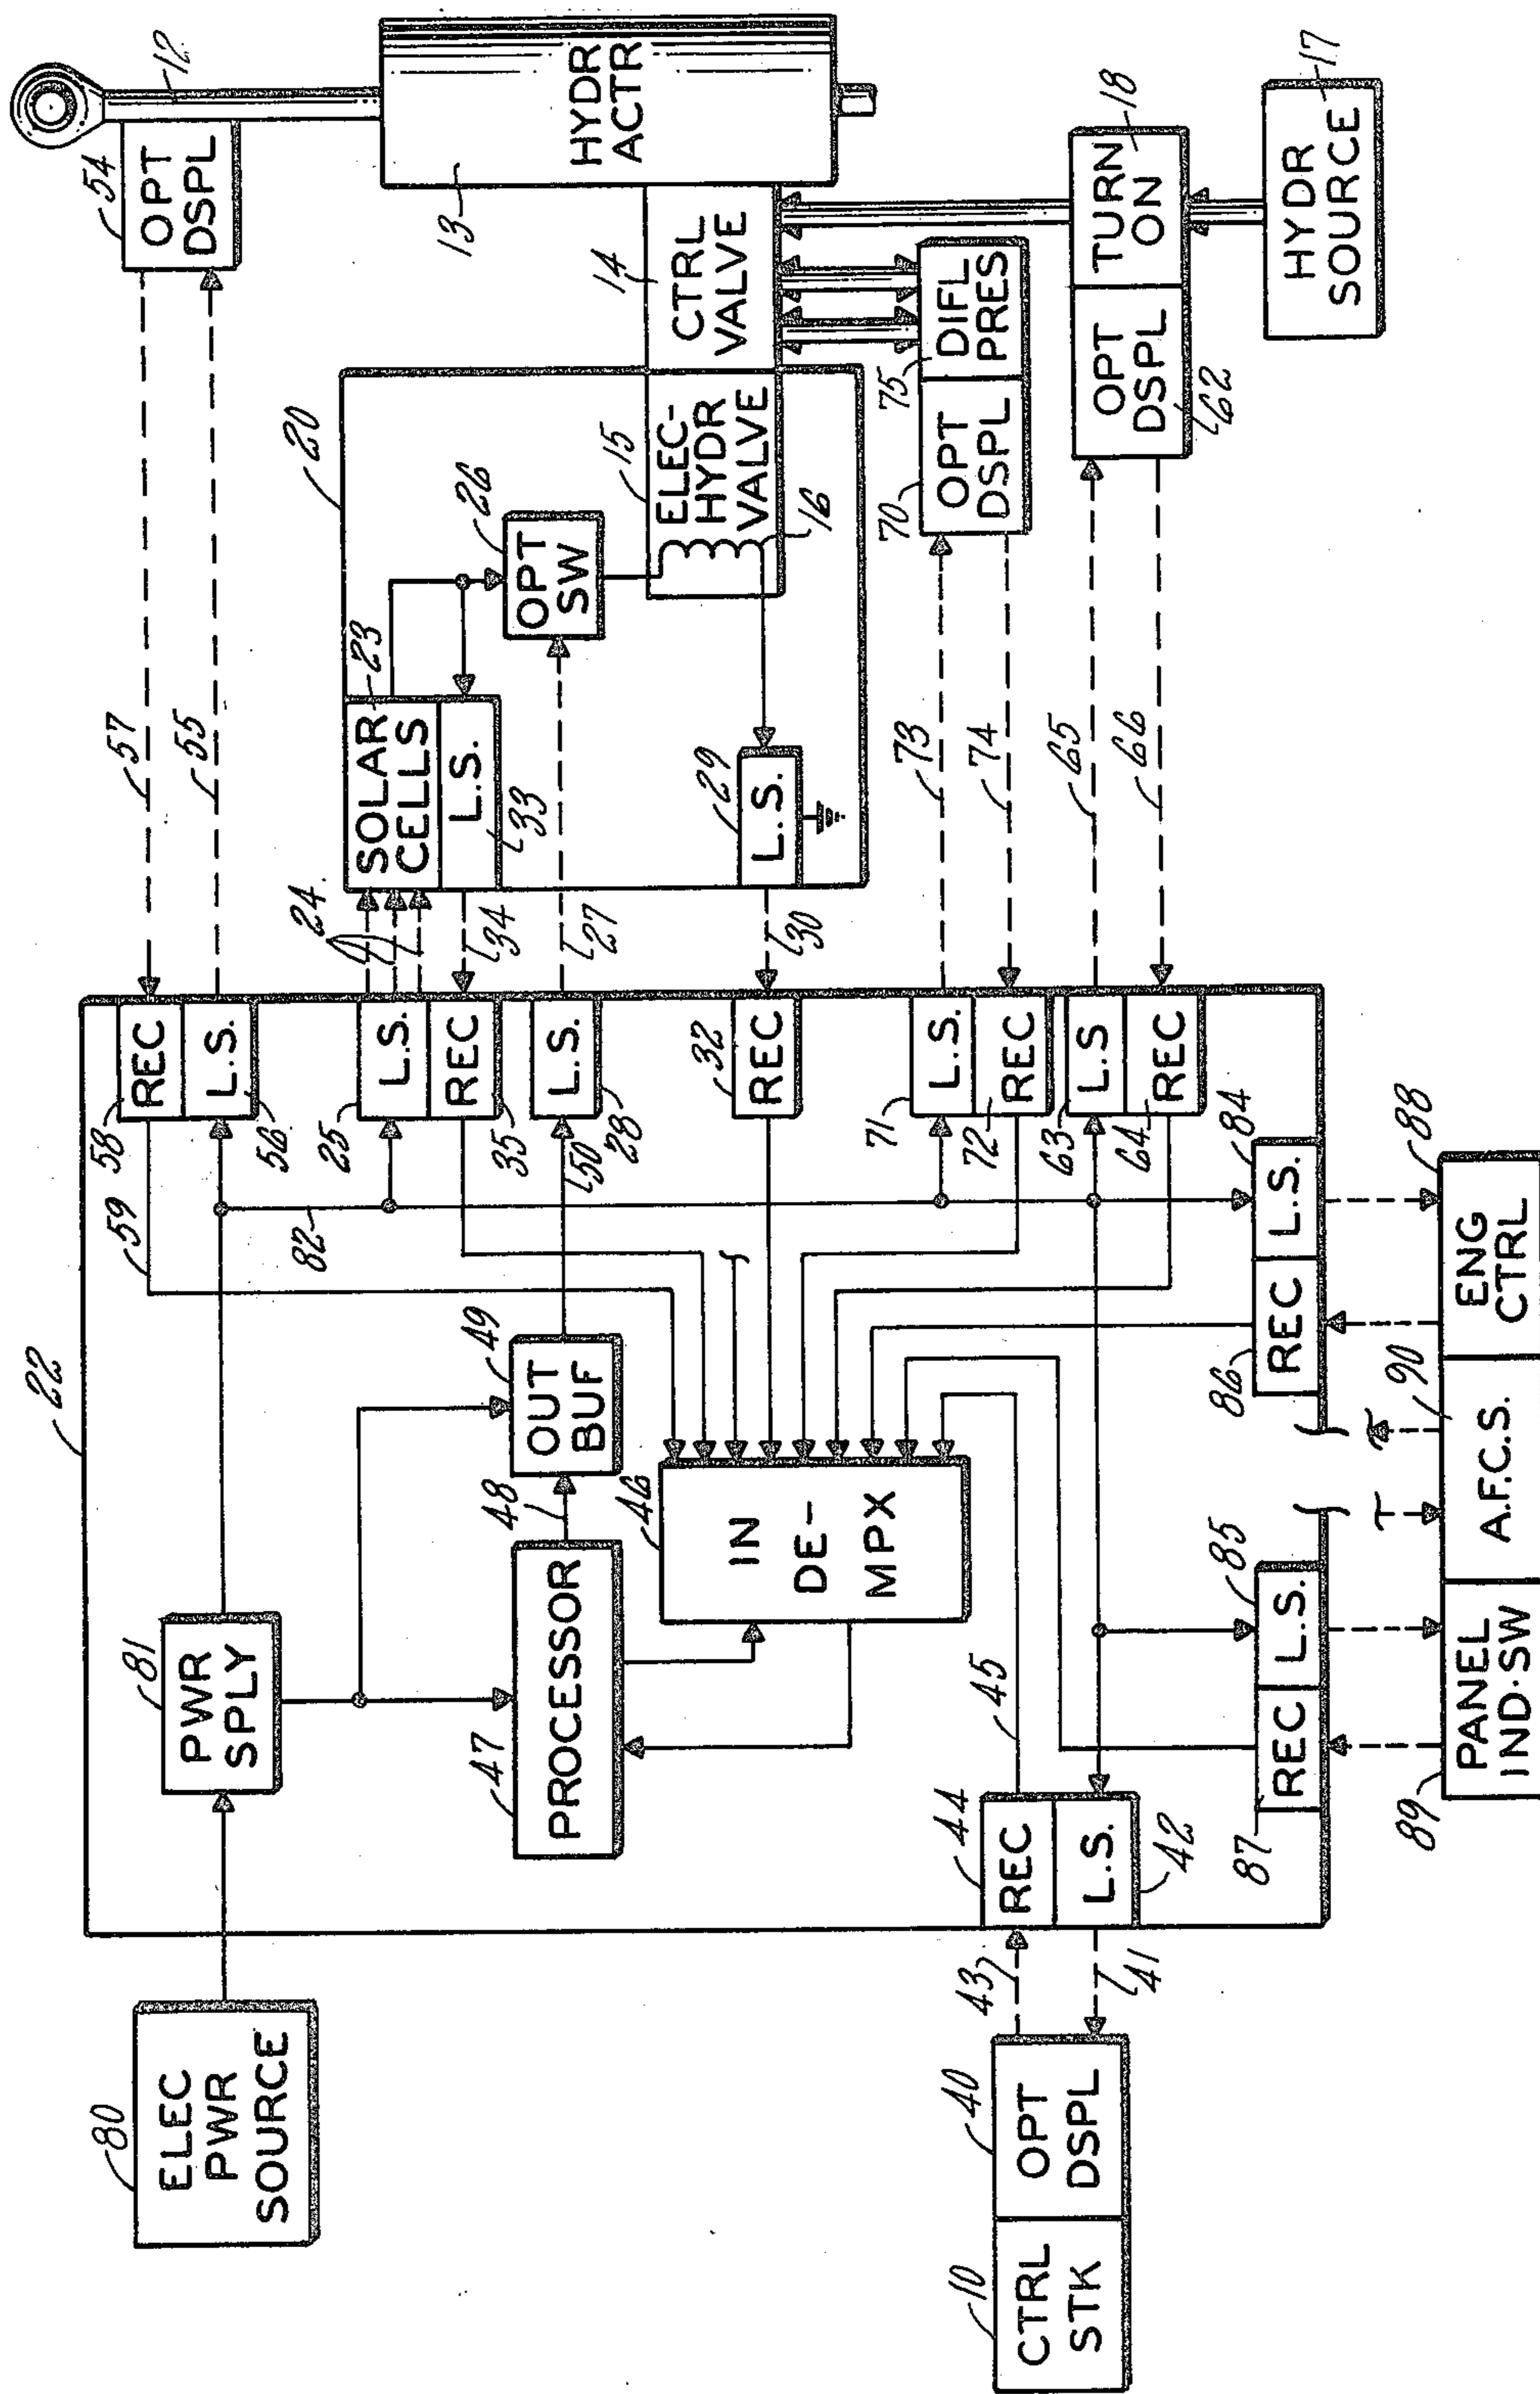 80
ELEC
PWR
SOURCE
22
81
PWR
SPLY
59
58
REC
L.S.
56
57
55
54
OPT
DSPL
12
82
25
L.S.
REC
35
24
34
20
SOLAR
CELLS
23
L.S.
33
26
OPT
SW
13
HYDR
ACTR
47
PROCESSOR
48
49
OUT
BUF
50
L.S.
28
27
15
ELEC-
HYDR
VALVE
16
14
CTRL
VALVE
46
IN
DE-
MPX
32
REC
30
29
L.S.
71
L.S.
REC
72
73
74
70
OPT
DSPL
75
DIFL
PRES
10
CTRL
STK
40
OPT
DSPL
43
41
44
REC
L.S.
42
45
63
L.S
REC
64
65
66
OPT
DSPL
62
TURN
ON
18
87
REC
L.S.
85
86
REC
L.S.
84
HYDR
SOURCE
17
89
PANEL
IND·SW
A.F.C.S.
90
ENG
CTRL
88